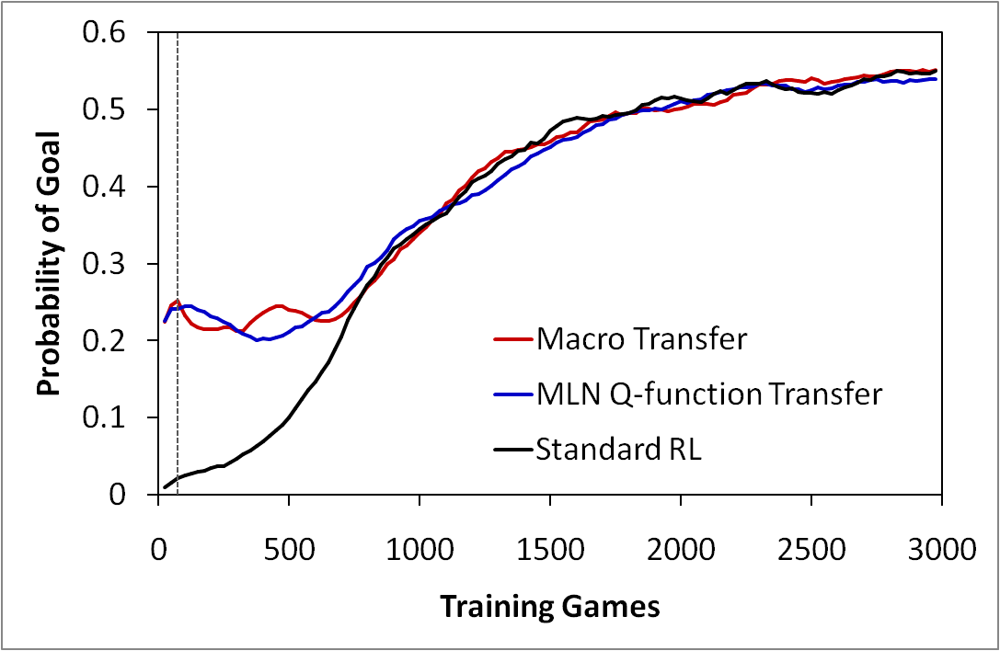 0.6
0.5
0.4
0.3
0.2
0.1
0
Probability of Goal
Macro Transfer
MLN Q-function Transfer
Standard RL
0 500 1000 1500 2000 2500 3000
Training Games